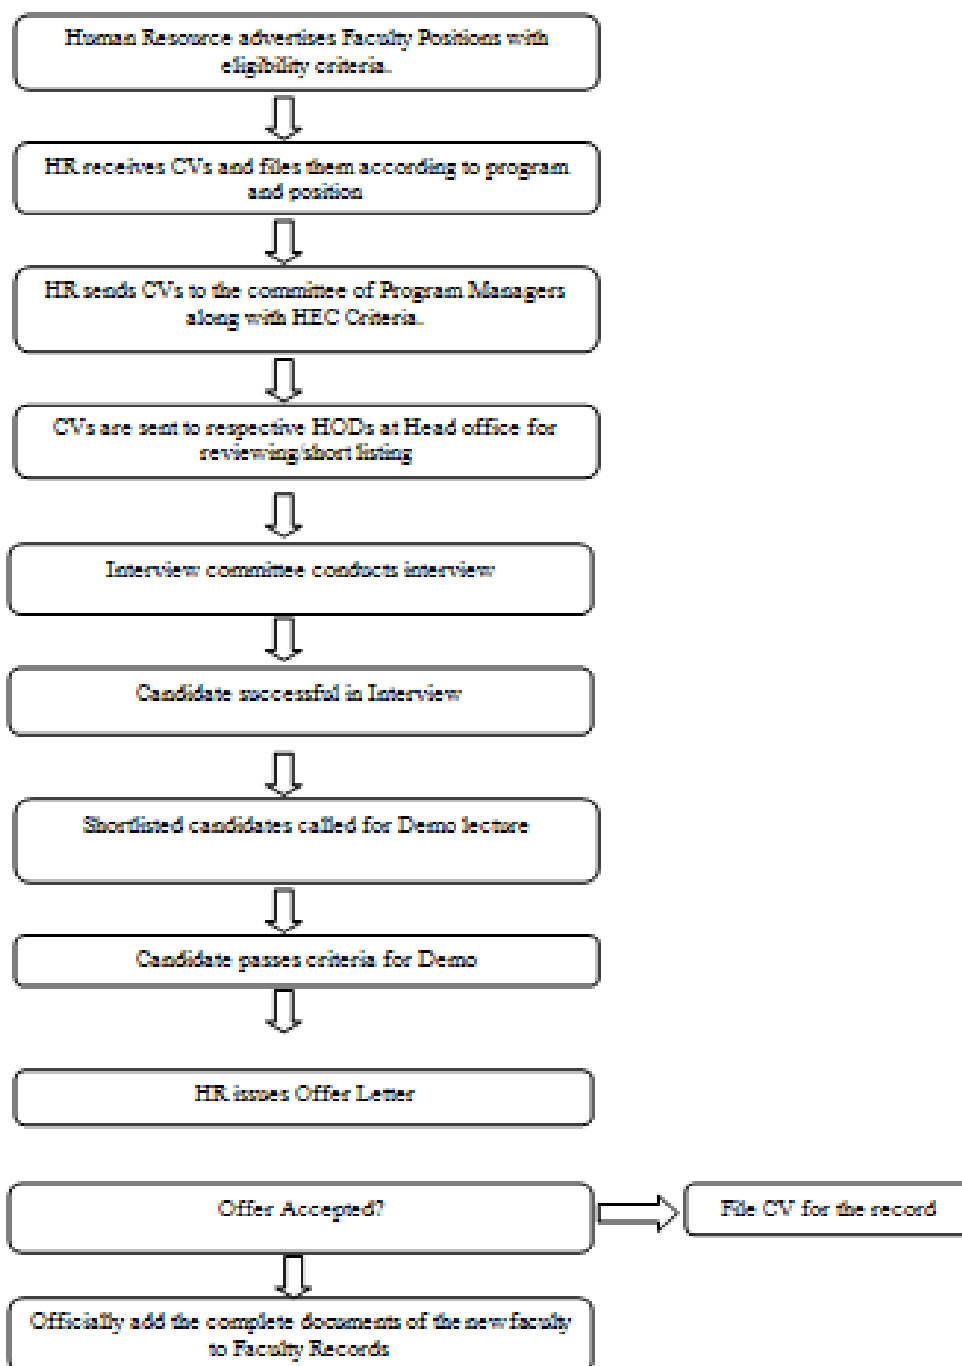 Human Resource advertises Faculty Positions with
eligibility criteria.
HR receives CVs and files them according to program
and position
HR sends CVs to the committee of Program Managers
along with HEC Criteria.
CVs are sent to respective HODs at Head office for
reviewing/short listing
Interview committee conducts interview
Candidate successful in Interview
Shortlisted candidates called for Demo lecture
Candidate passes criteria for Demo
HR issues Offer Letter
Offer Accepted?
File CV for the record
Officially add the complete documents of the new faculty
to Faculty Records